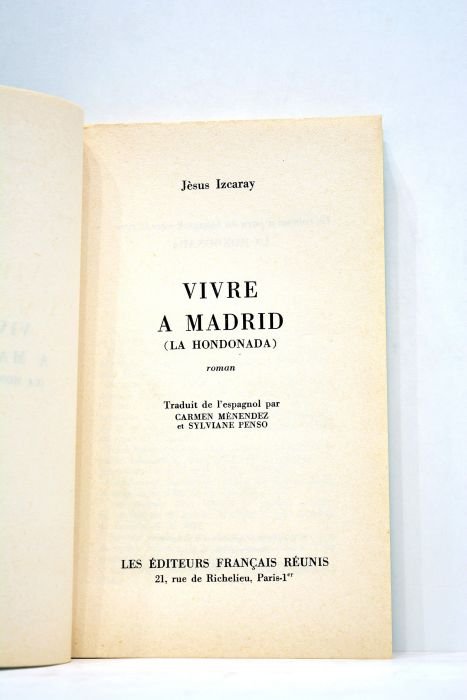 Jèsus Izcaray
VIVRE
A MADRID
(LA HONDONADA)
roman
Traduit de l'espagnol par
CARMEN MÉNENDEZ
et SYLVIANE PENSO
LES ÉDITEURS FRANÇAIS RÉUNIS
21, rue de Richelieu, Paris-1er